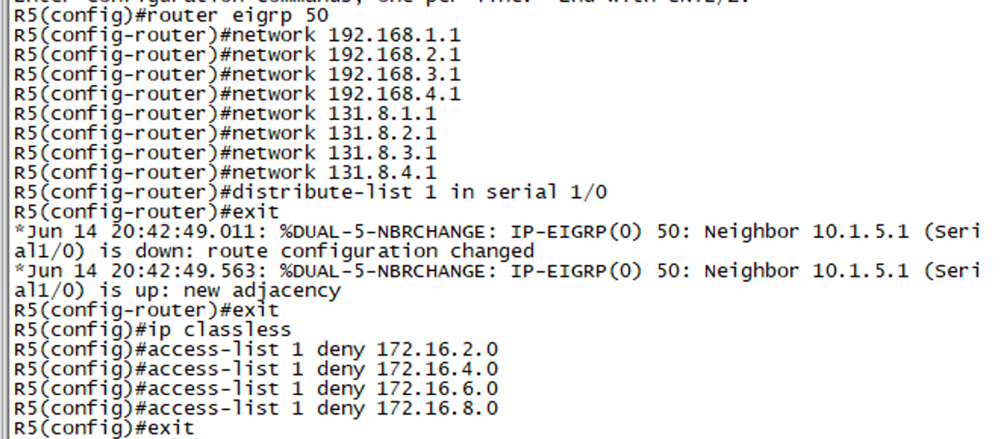 Enter configuration commands, one per line.  End with CNTL/Z.
R5(config)#router eigrp 50
R5(config-router)#network 192.168.1.1
R5(config-router)#network 192.168.2.1
R5(config-router)#network 192.168.3.1
R5(config-router)#network 192.168.4.1
R5(config-router)#network 131.8.1.1
R5(config-router)#network 131.8.2.1
R5(config-router)#network 131.8.3.1
R5(config-router)#network 131.8.4.1
R5(config-router)#distribute-list 1 in serial 1/0
R5(config-router)#exit
*Jun 14 20:42:49.011: %DUAL-5-NBRCHANGE: IP-EIGRP(0) 50: Neighbor 10.1.5.1 (Seri
al1/0) is down: route configuration changed
*Jun 14 20:42:49.563: %DUAL-5-NBRCHANGE: IP-EIGRP(0) 50: Neighbor 10.1.5.1 (Seri
al1/0) is up: new adjacency
R5(config-router)#exit
R5(config)#ip classless
R5(config)#access-list 1 deny 172.16.2.0
R5(config)#access-list 1 deny 172.16.4.0
R5(config)#access-list 1 deny 172.16.6.0
R5(config)#access-list 1 deny 172.16.8.0
R5(config)#exit